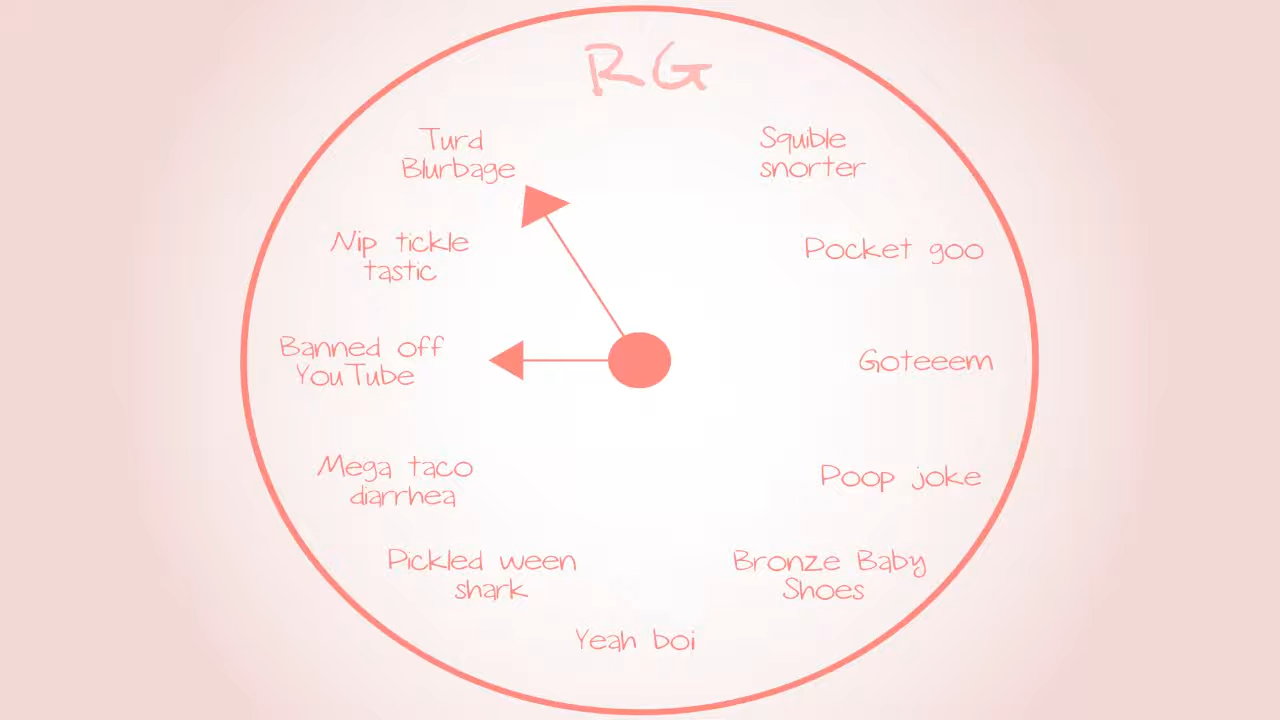 RG
Squible
snorter
Pocket goo
Goteeem
Poop joke
Bronze Baby
Shoes
Yeah boi
Pickled ween
shark
Mega taco
diarrhea
Banned off
YouTube
Nip tickle
tastic
Turd
Blurbage